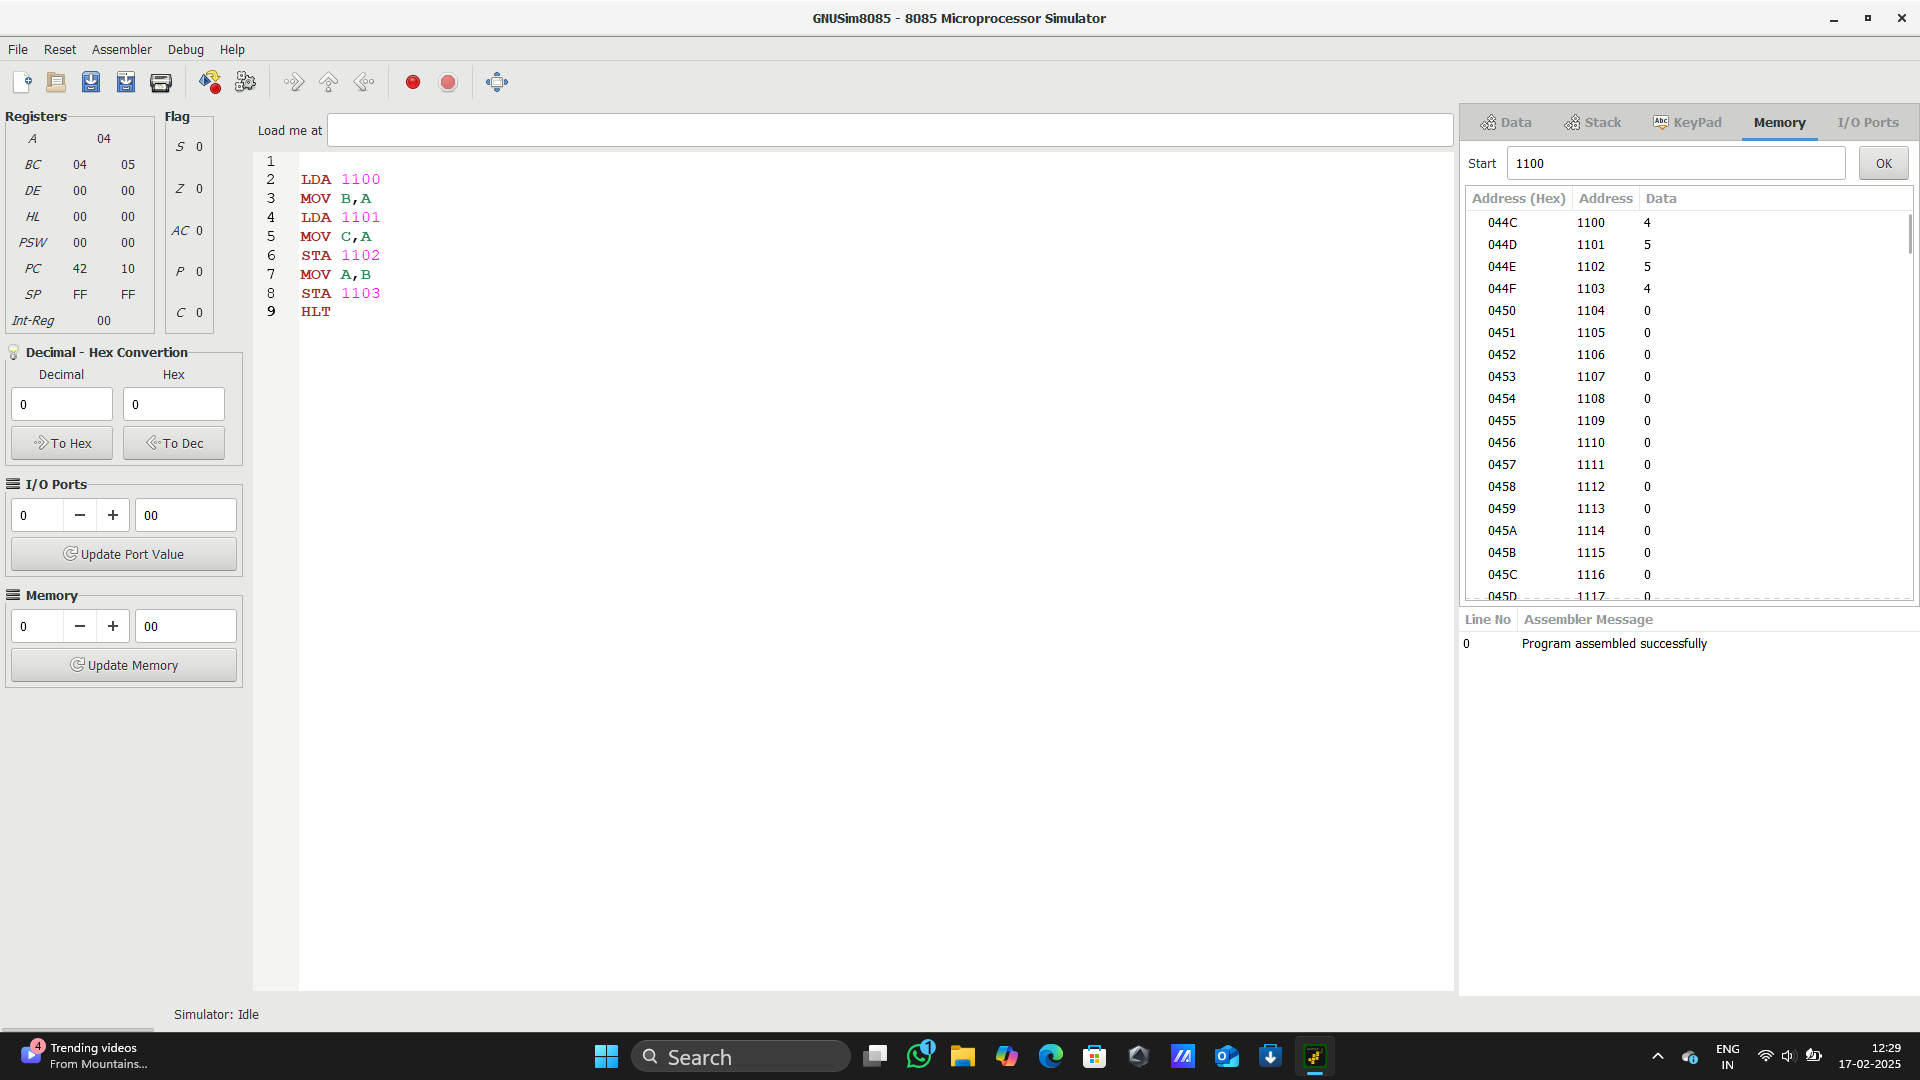 GNUSim8085 - 8085 Microprocessor Simulator
File Reset Assembler Debug Help
Registers
A 04
BC 04 05
DE 00 00
HL 00 00
PSW 00 00
PC 42 10
SP FF FF
Int-Reg 00
Flag
S 0
Z 0
AC 0
P 0
C 0
Decimal - Hex Convertion
Decimal Hex
0 0
To Hex To Dec
I/O Ports
0 − + 00
Update Port Value
Memory
0 − + 00
Update Memory
Load me at
1
2 LDA 1100
3 MOV B,A
4 LDA 1101
5 MOV C,A
6 STA 1102
7 MOV A,B
8 STA 1103
9 HLT
Simulator: Idle
Data Stack Abc KeyPad Memory I/O Ports
Start 1100 OK
Address (Hex) Address Data
044C 1100 4
044D 1101 5
044E 1102 5
044F 1103 4
0450 1104 0
0451 1105 0
0452 1106 0
0453 1107 0
0454 1108 0
0455 1109 0
0456 1110 0
0457 1111 0
0458 1112 0
0459 1113 0
045A 1114 0
045B 1115 0
045C 1116 0
045D 1117 0
Line No Assembler Message
0 Program assembled successfully
4 Trending videos
From Mountains...
Search
1
ENG
IN
12:29
17-02-2025